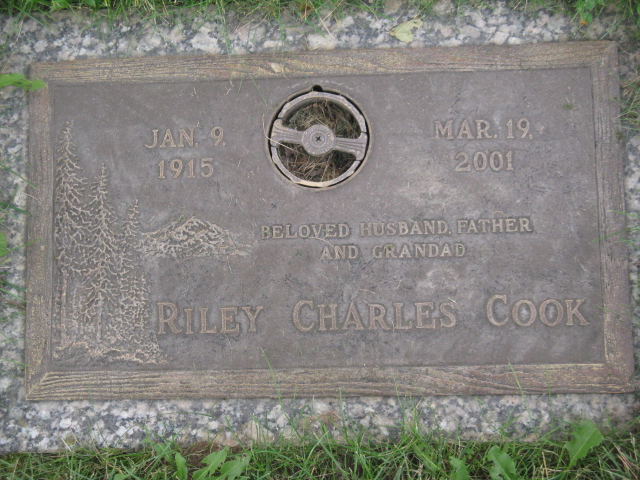 JAN. 9, 1915
MAR. 19, 2001
BELOVED HUSBAND, FATHER
AND GRANDAD
RILEY CHARLES COOK